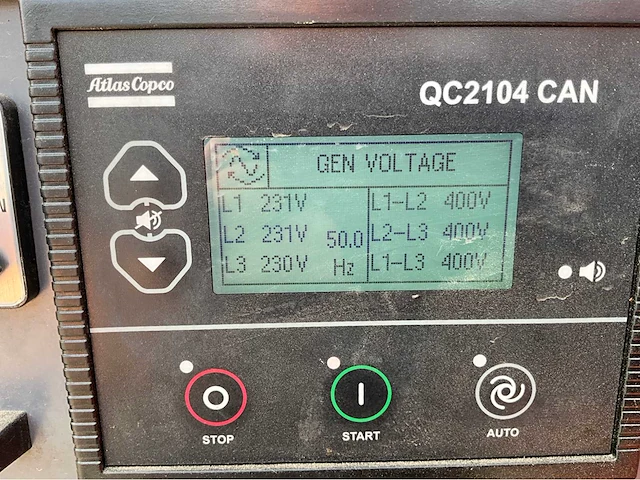 Atlas Copco
QC2104 CAN
GEN VOLTAGE
L1 231V L1-L2 400V
L2 231V 50.0 L2-L3 400V
L3 230V Hz L1-L3 400V
STOP
START
AUTO